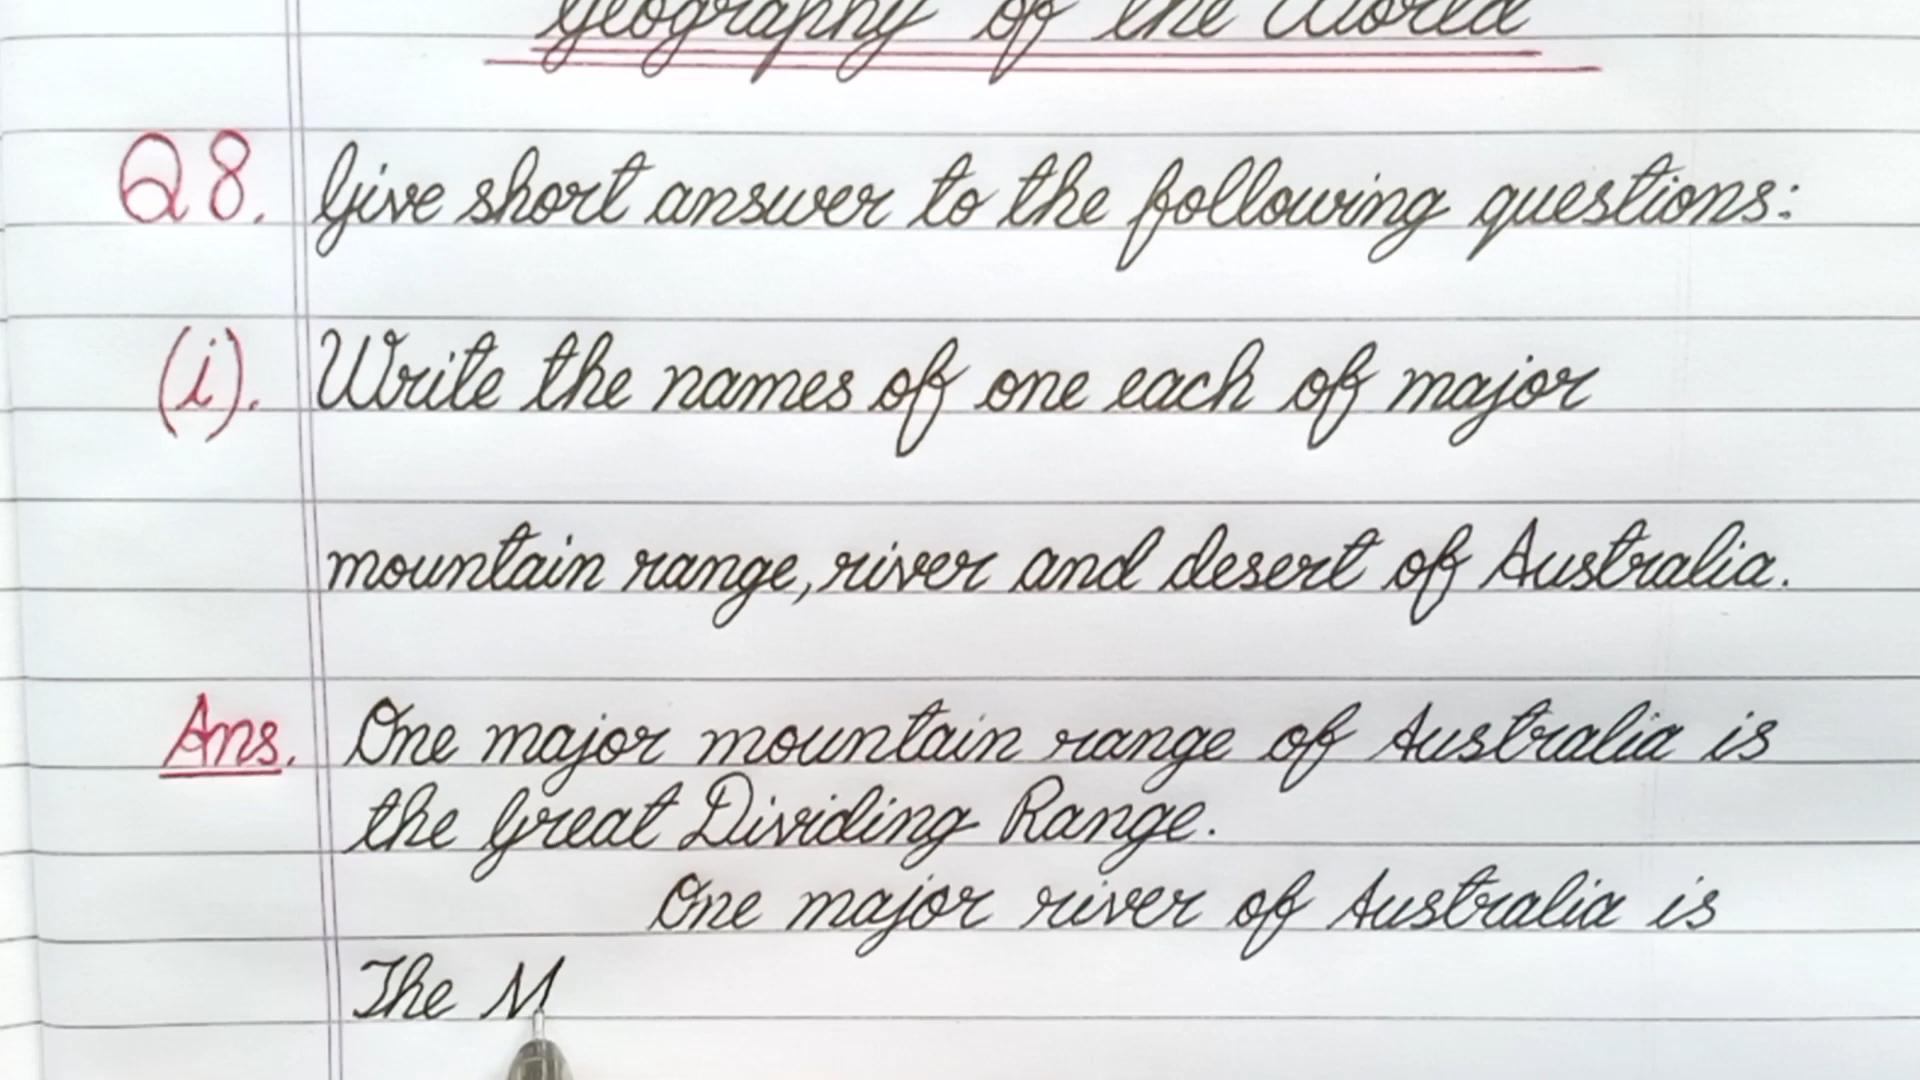 Geography of the World
Q8. Give short answer to the following questions:
(i). Write the names of one each of major
mountain range, river and desert of Australia.
Ans. One major mountain range of Australia is
the Great Dividing Range.
One major river of Australia is
The M